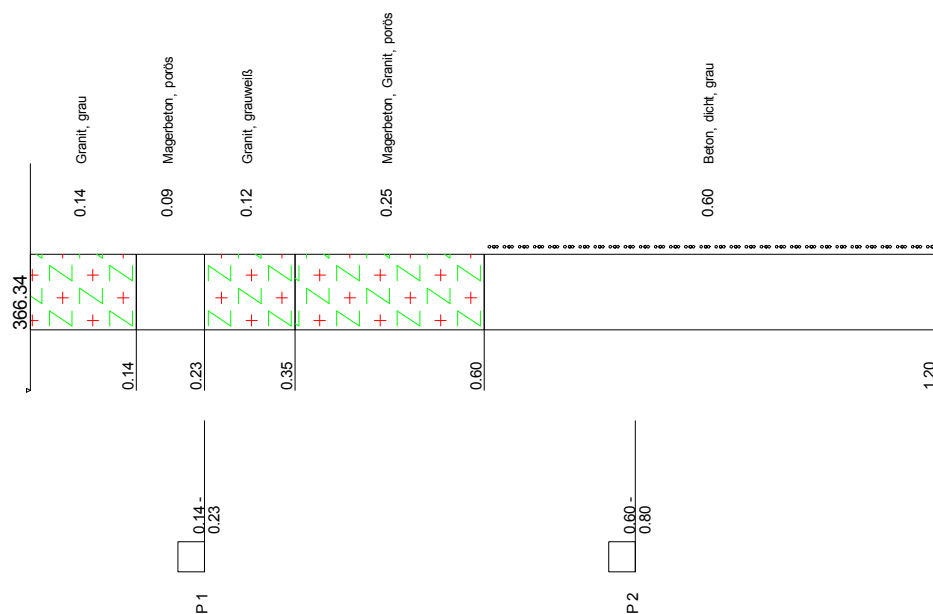 366.34
0.14 Granit, grau
0.09 Magerbeton, porös
0.12 Granit, grauweiß
0.25 Magerbeton, Granit, porös
0.60 Beton, dicht, grau
0.14
0.23
0.35
0.60
1.20
P1
0.14 -
0.23
P2
0.60 -
0.80